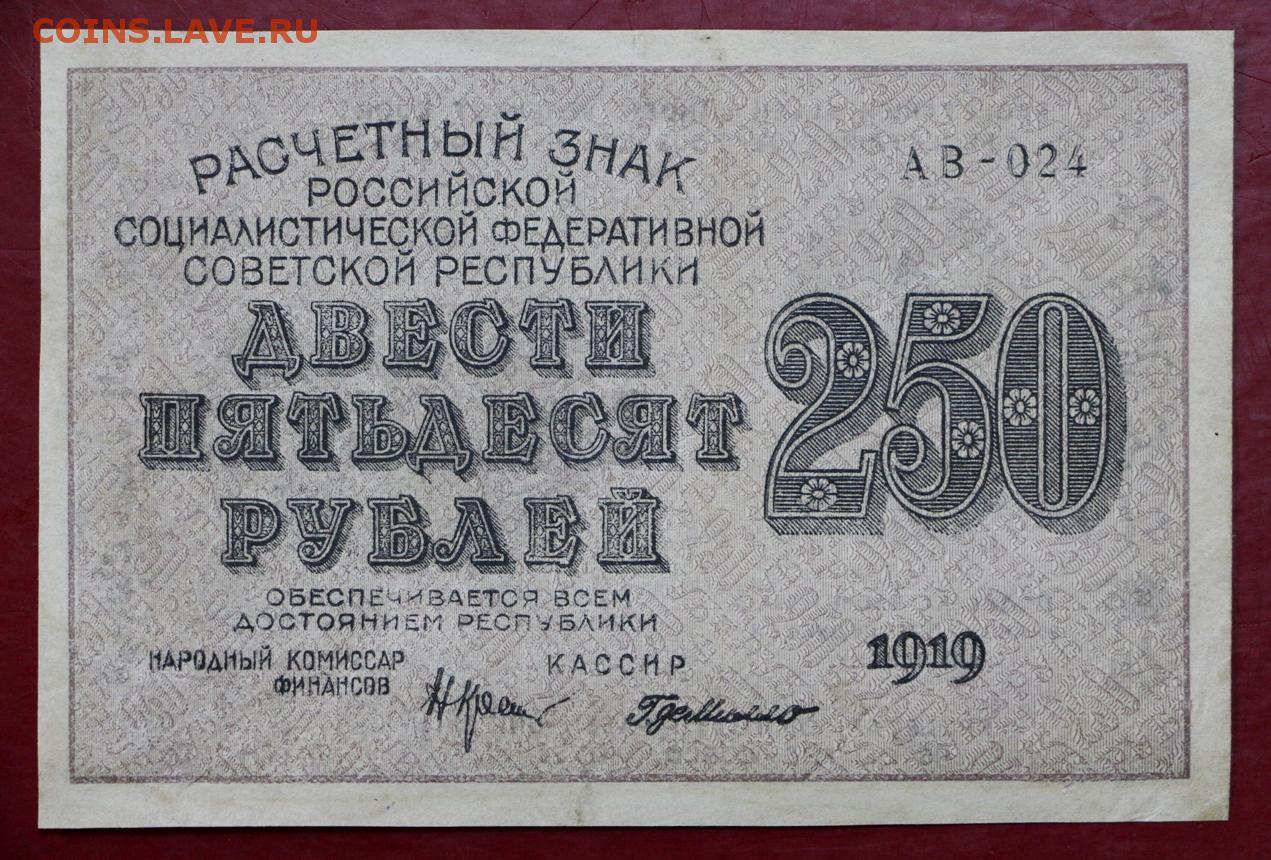 COINS.LAVE.RU
РАСЧЕТНЫЙ ЗНАК
РОССИЙСКОЙ
СОЦИАЛИСТИЧЕСКОЙ ФЕДЕРАТИВНОЙ
СОВЕТСКОЙ РЕСПУБЛИКИ
АВ-024
ДВЕСТИ
ПЯТЬДЕСЯТ
РУБЛЕЙ
250
ОБЕСПЕЧИВАЕТСЯ ВСЕМ
ДОСТОЯНИЕМ РЕСПУБЛИКИ
НАРОДНЫЙ КОМИССАР
ФИНАНСОВ
КАССИР
1919